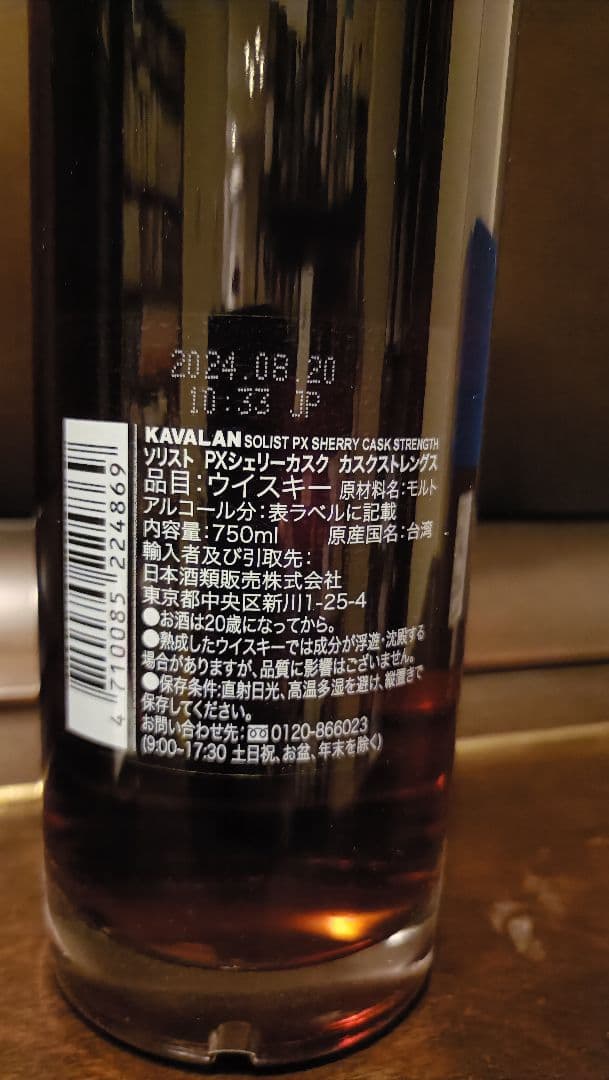 2024.08.20
10:33 JP
KAVALAN SOLIST PX SHERRY CASK STRENGTH
ソリスト PXシェリーカスク カスクストレングス
品目:ウイスキー 原材料名:モルト
アルコール分:表ラベルに記載
内容量:750ml 原産国名:台湾
輸入者及び引取先:
日本酒類販売株式会社
東京都中央区新川1-25-4
●お酒は20歳になってから。
●熟成したウイスキーでは成分が浮遊・沈殿する
場合がありますが、品質に影響はございません。
●保存条件:直射日光、高温多湿を避け、縦置きで
保存してください。
お問い合わせ先:0120-866023
(9:00-17:30 土日祝、お盆、年末を除く)
4 710085 224869